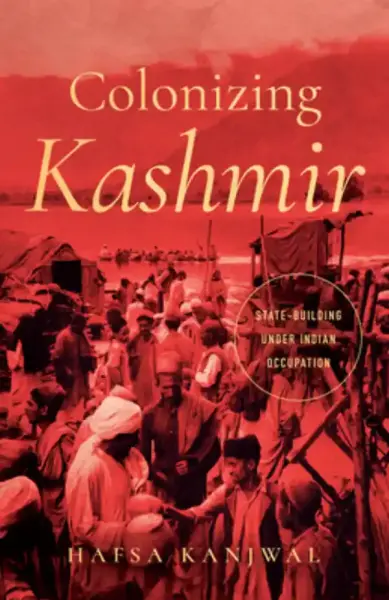 Colonizing
Kashmir
STATE-BUILDING
UNDER INDIAN
OCCUPATION
HAFSA KANJWAL